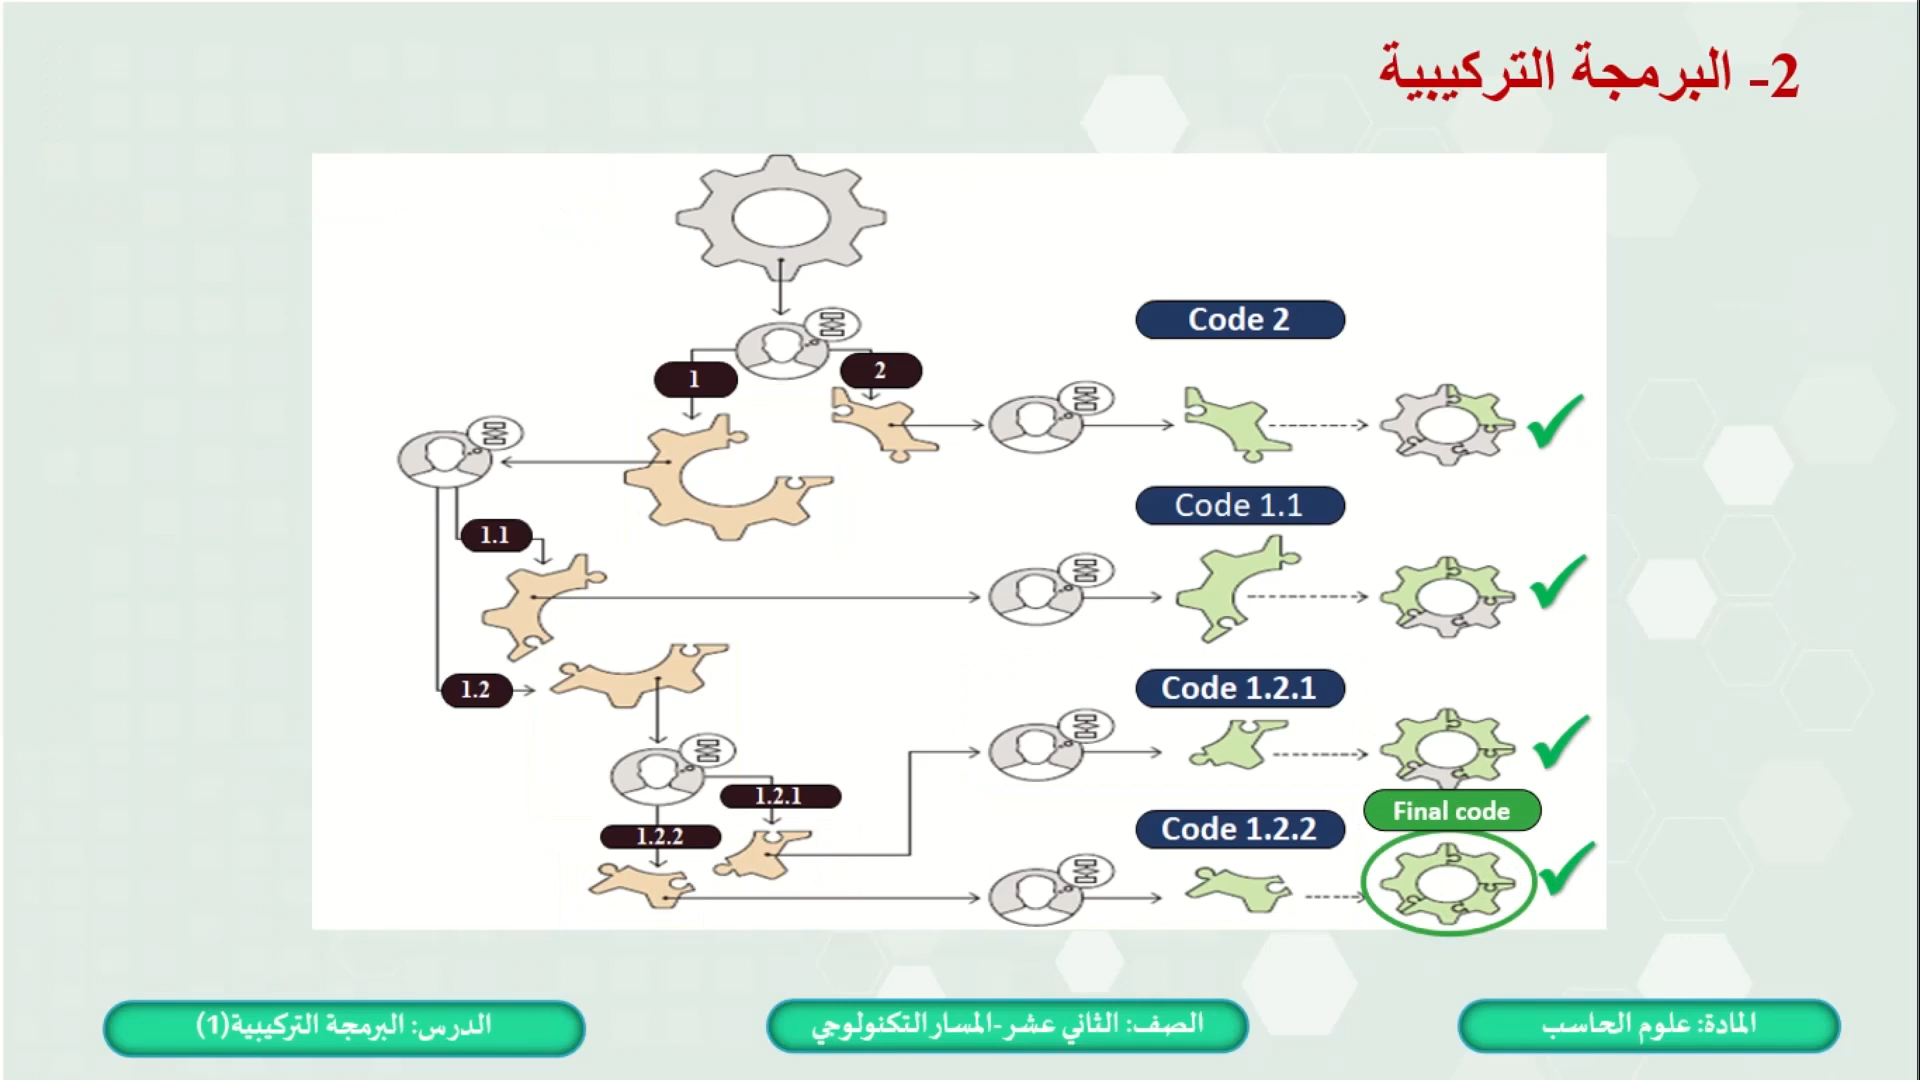 2- البرمجة التركيبية
Code 2
1
2
Code 1.1
1.1
Code 1.2.1
1.2
1.2.1
Final code
1.2.2
Code 1.2.2
المادة: علوم الحاسب
الصف: الثاني عشر-المسار التكنولوجي
الدرس: البرمجة التركيبية(1)